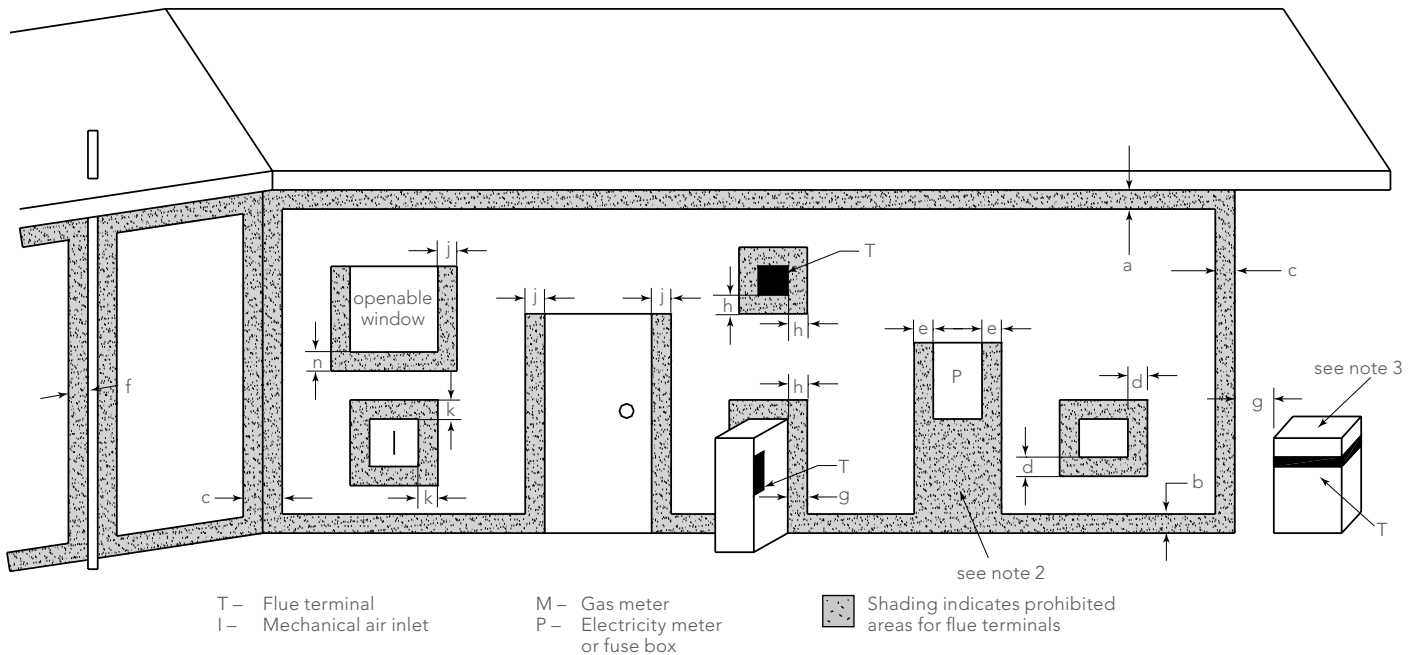 a
c
j
T
openable
window
j
j
h
h
e
e
see note 3
n
f
P
d
g
k
h
I
T
d
c
k
g
b
T
see note 2
T – Flue terminal
I – Mechanical air inlet
M – Gas meter
P – Electricity meter
or fuse box
Shading indicates prohibited
areas for flue terminals